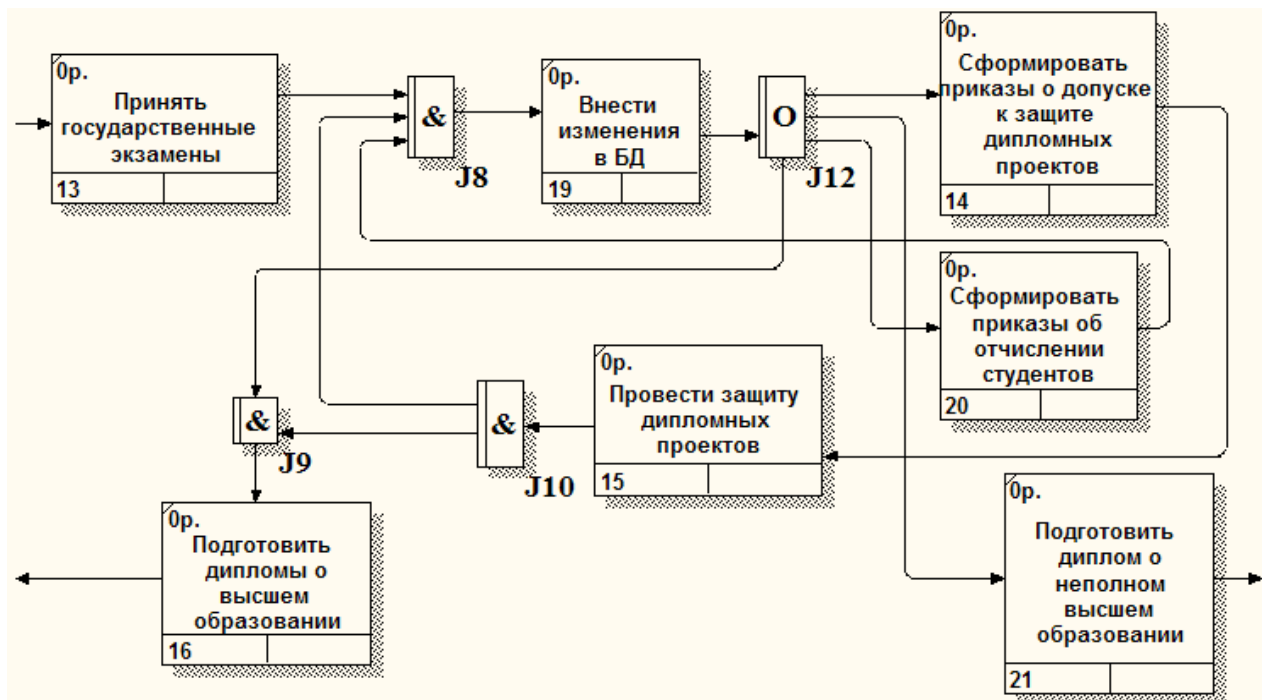 0р.
Принять
государственные
экзамены
13
&
J8
0р.
Внести
изменения
в БД
19
O
J12
0р.
Сформировать
приказы о допуске
к защите
дипломных
проектов
14
0р.
Сформировать
приказы об
отчислении
студентов
20
0р.
Провести защиту
дипломных
проектов
15
&
J10
&
J9
0р.
Подготовить
дипломы о
высшем
образовании
16
0р.
Подготовить
диплом о
неполном
высшем
образовании
21